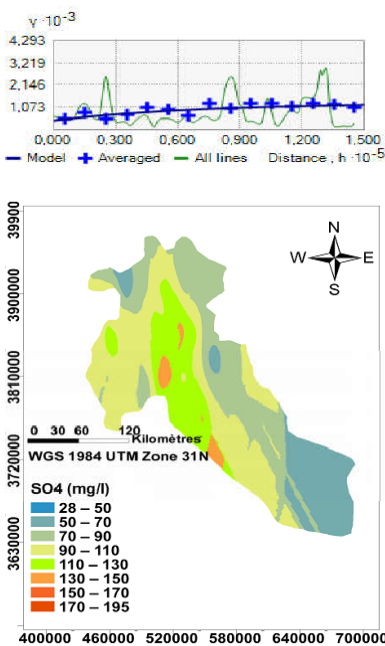 γ ·10⁻³
4,293
3,219
2,146
1,073
0,000 0,300 0,600 0,900 1,200 1,500
Model Averaged All lines Distance , h ·10⁻⁵
39900
3900000
3810000
3720000
3630000
N
W E
S
0 30 60 120
Kilomètres
WGS 1984 UTM Zone 31N
SO4 (mg/l)
28 – 50
50 – 70
70 – 90
90 – 110
110 – 130
130 – 150
150 – 170
170 – 195
400000 460000 520000 580000 640000 700000